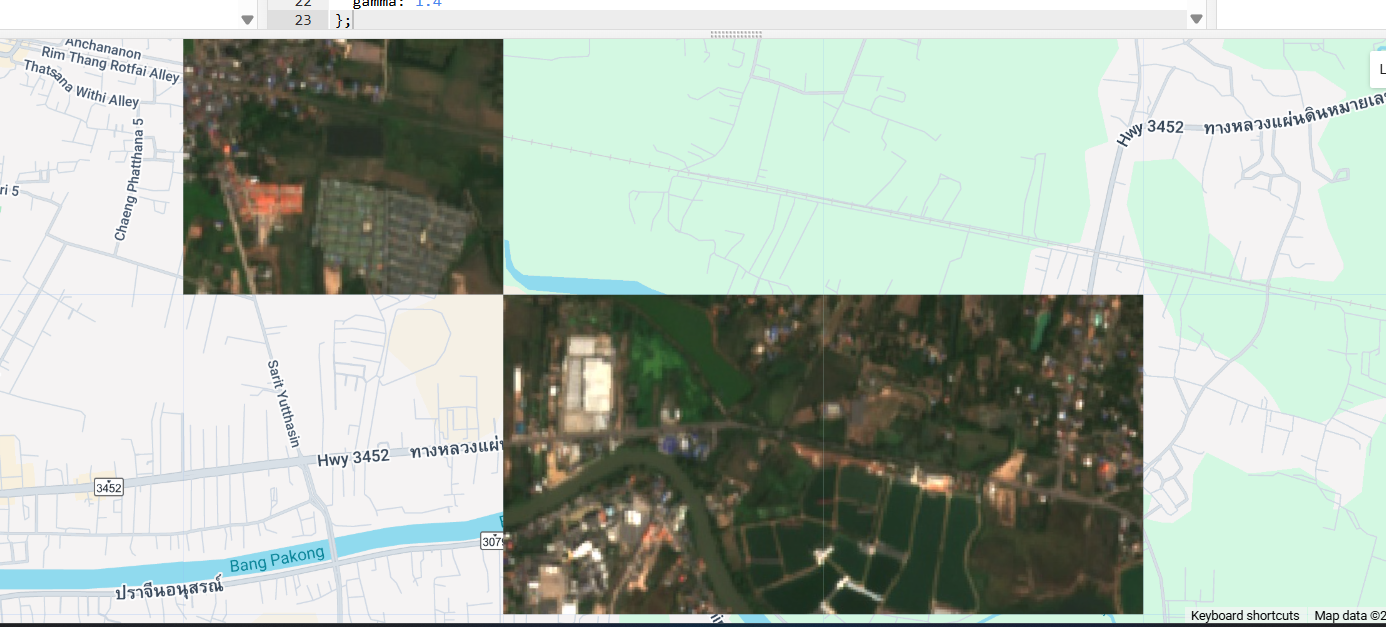 22 gamma: 1.4
23 };
Anchananon
Rim Thang Rotfai Alley
Thatsana Withi Alley
Chaeng Phatthana 5
ri 5
Hwy 3452 ทางหลวงแผ่นดินหมายเลข
L
Sarit Yutthasin
Hwy 3452 ทางหลวงแผ่น
3452
3079
Bang Pakong
ปราจีนอนุสรณ์
Keyboard shortcuts Map data ©2